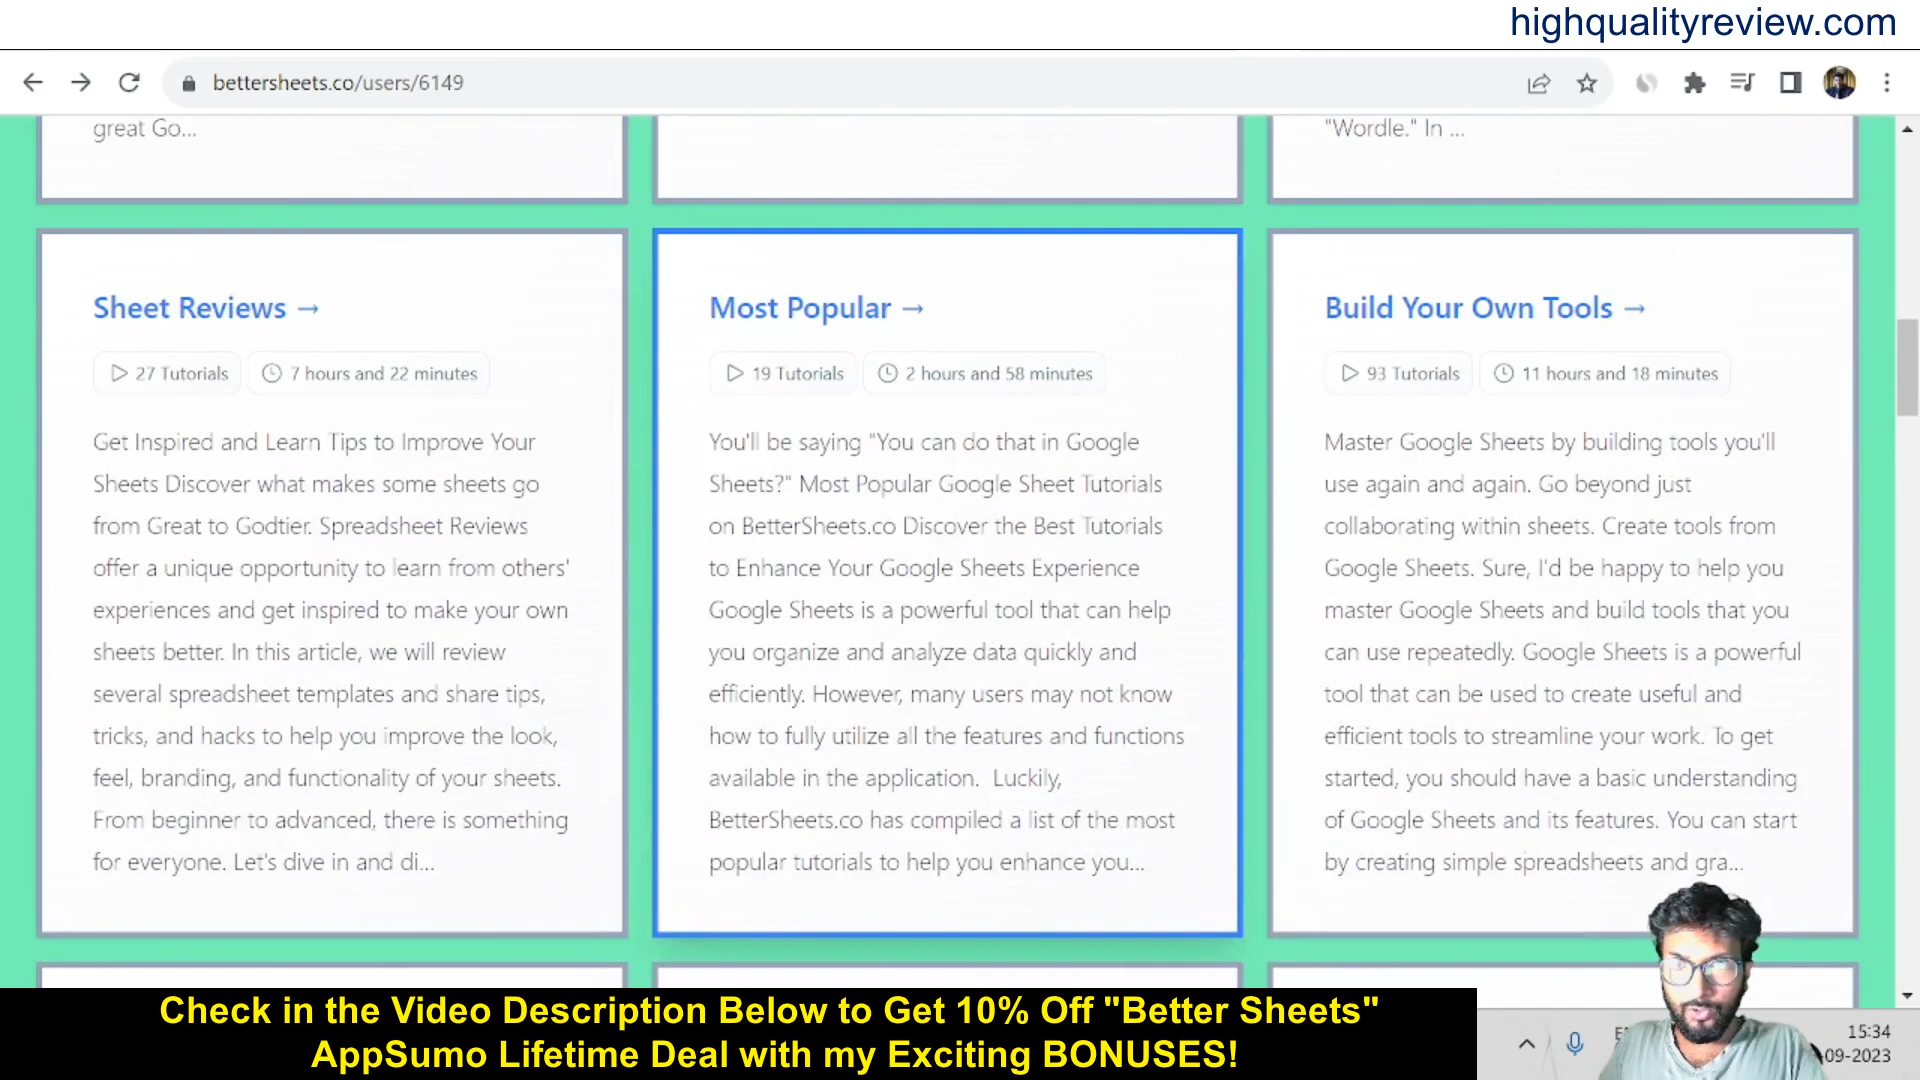 highqualityreview.com
bettersheets.co/users/6149
great Go...
"Wordle." In ...
Sheet Reviews →
27 Tutorials
7 hours and 22 minutes
Get Inspired and Learn Tips to Improve Your
Sheets Discover what makes some sheets go
from Great to Godtier. Spreadsheet Reviews
offer a unique opportunity to learn from others'
experiences and get inspired to make your own
sheets better. In this article, we will review
several spreadsheet templates and share tips,
tricks, and hacks to help you improve the look,
feel, branding, and functionality of your sheets.
From beginner to advanced, there is something
for everyone. Let's dive in and di...
Most Popular →
19 Tutorials
2 hours and 58 minutes
You'll be saying "You can do that in Google
Sheets?" Most Popular Google Sheet Tutorials
on BetterSheets.co Discover the Best Tutorials
to Enhance Your Google Sheets Experience
Google Sheets is a powerful tool that can help
you organize and analyze data quickly and
efficiently. However, many users may not know
how to fully utilize all the features and functions
available in the application.  Luckily,
BetterSheets.co has compiled a list of the most
popular tutorials to help you enhance you...
Build Your Own Tools →
93 Tutorials
11 hours and 18 minutes
Master Google Sheets by building tools you'll
use again and again. Go beyond just
collaborating within sheets. Create tools from
Google Sheets. Sure, I'd be happy to help you
master Google Sheets and build tools that you
can use repeatedly. Google Sheets is a powerful
tool that can be used to create useful and
efficient tools to streamline your work. To get
started, you should have a basic understanding
of Google Sheets and its features. You can start
by creating simple spreadsheets and gra...
Check in the Video Description Below to Get 10% Off "Better Sheets"
AppSumo Lifetime Deal with my Exciting BONUSES!
15:34
-09-2023